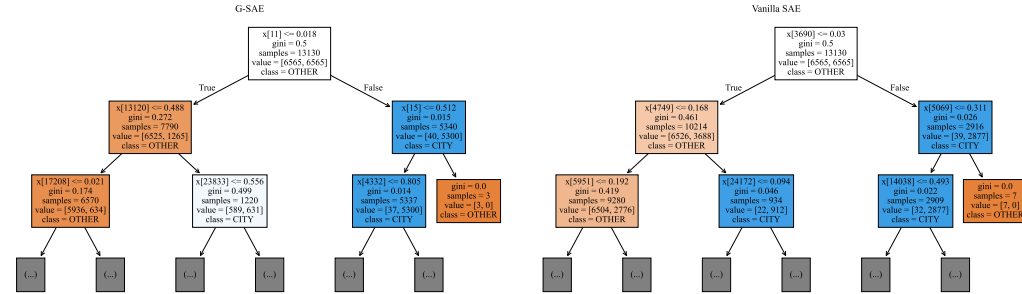 G-SAE
x[11] <= 0.018
gini = 0.5
samples = 13130
value = [6565, 6565]
class = OTHER
True
False
x[13120] <= 0.488
gini = 0.272
samples = 7790
value = [6525, 1265]
class = OTHER
x[15] <= 0.512
gini = 0.015
samples = 5340
value = [40, 5300]
class = CITY
x[17208] <= 0.021
gini = 0.174
samples = 6570
value = [5936, 634]
class = OTHER
x[23833] <= 0.556
gini = 0.499
samples = 1220
value = [589, 631]
class = CITY
x[4332] <= 0.805
gini = 0.014
samples = 5337
value = [37, 5300]
class = CITY
gini = 0.0
samples = 3
value = [3, 0]
class = OTHER
(...)
(...)
(...)
(...)
(...)
(...)
Vanilla SAE
x[3690] <= 0.03
gini = 0.5
samples = 13130
value = [6565, 6565]
class = OTHER
True
False
x[4749] <= 0.168
gini = 0.461
samples = 10214
value = [6526, 3688]
class = OTHER
x[5069] <= 0.311
gini = 0.026
samples = 2916
value = [39, 2877]
class = CITY
x[5951] <= 0.192
gini = 0.419
samples = 9280
value = [6504, 2776]
class = OTHER
x[24172] <= 0.094
gini = 0.046
samples = 934
value = [22, 912]
class = CITY
x[14038] <= 0.493
gini = 0.022
samples = 2909
value = [32, 2877]
class = CITY
gini = 0.0
samples = 7
value = [7, 0]
class = OTHER
(...)
(...)
(...)
(...)
(...)
(...)